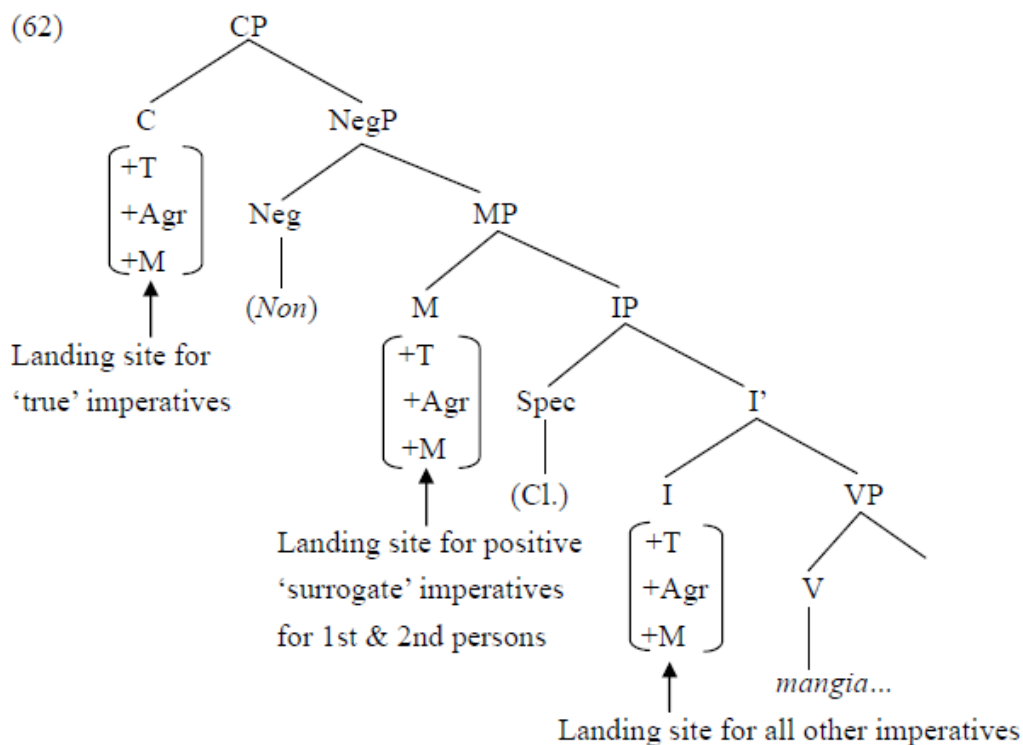 (62)
CP
C NegP
+T
+Agr
+M
Neg MP
(Non)
M IP
Landing site for
‘true’ imperatives
+T
+Agr
+M
Spec I’
(Cl.)
I VP
Landing site for positive
‘surrogate’ imperatives
for 1st & 2nd persons
+T
+Agr
+M
V
mangia...
Landing site for all other imperatives